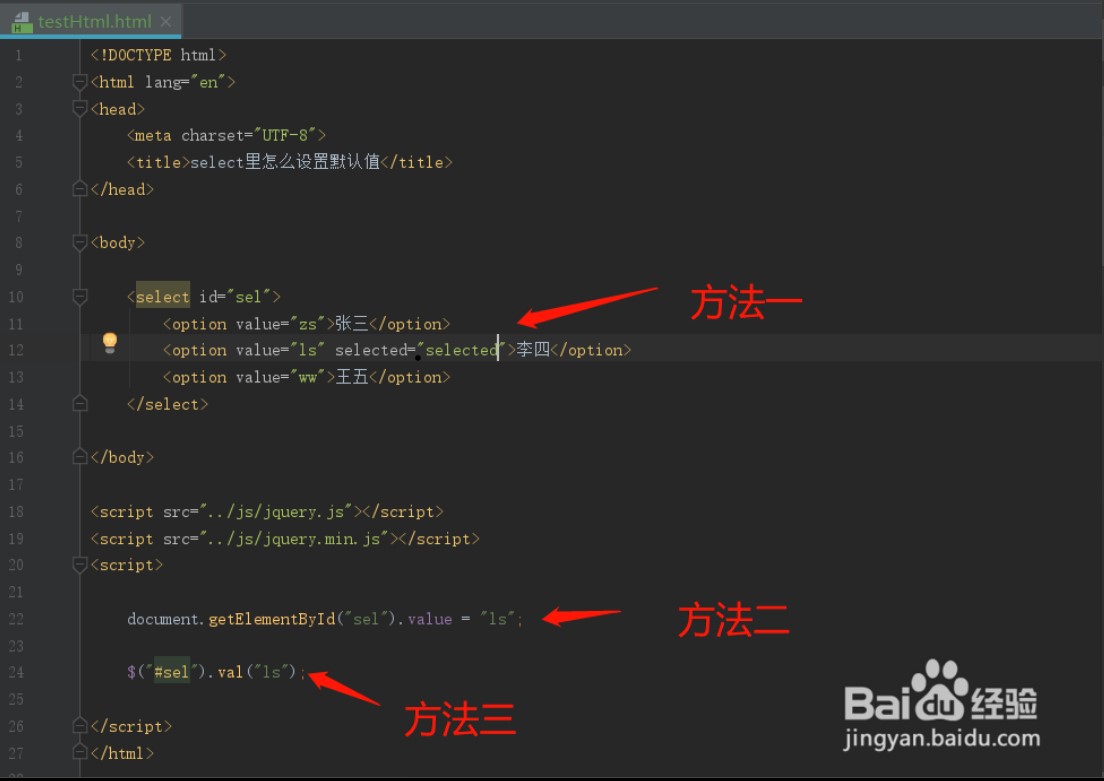 testHtml.html
1 <!DOCTYPE html>
2 <html lang="en">
3 <head>
4 <meta charset="UTF-8">
5 <title>select里怎么设置默认值</title>
6 </head>
7
8 <body>
9
10 <select id="sel">
方法一
11 <option value="zs">张三</option>
12 <option value="ls" selected="selected">李四</option>
13 <option value="ww">王五</option>
14 </select>
15
16 </body>
17
18 <script src="../js/jquery.js"></script>
19 <script src="../js/jquery.min.js"></script>
20 <script>
21
22 document.getElementById("sel").value = "ls";
方法二
23
24 $("#sel").val("ls");
方法三
25
26 </script>
27 </html>
Bai du 经验
jingyan.baidu.com